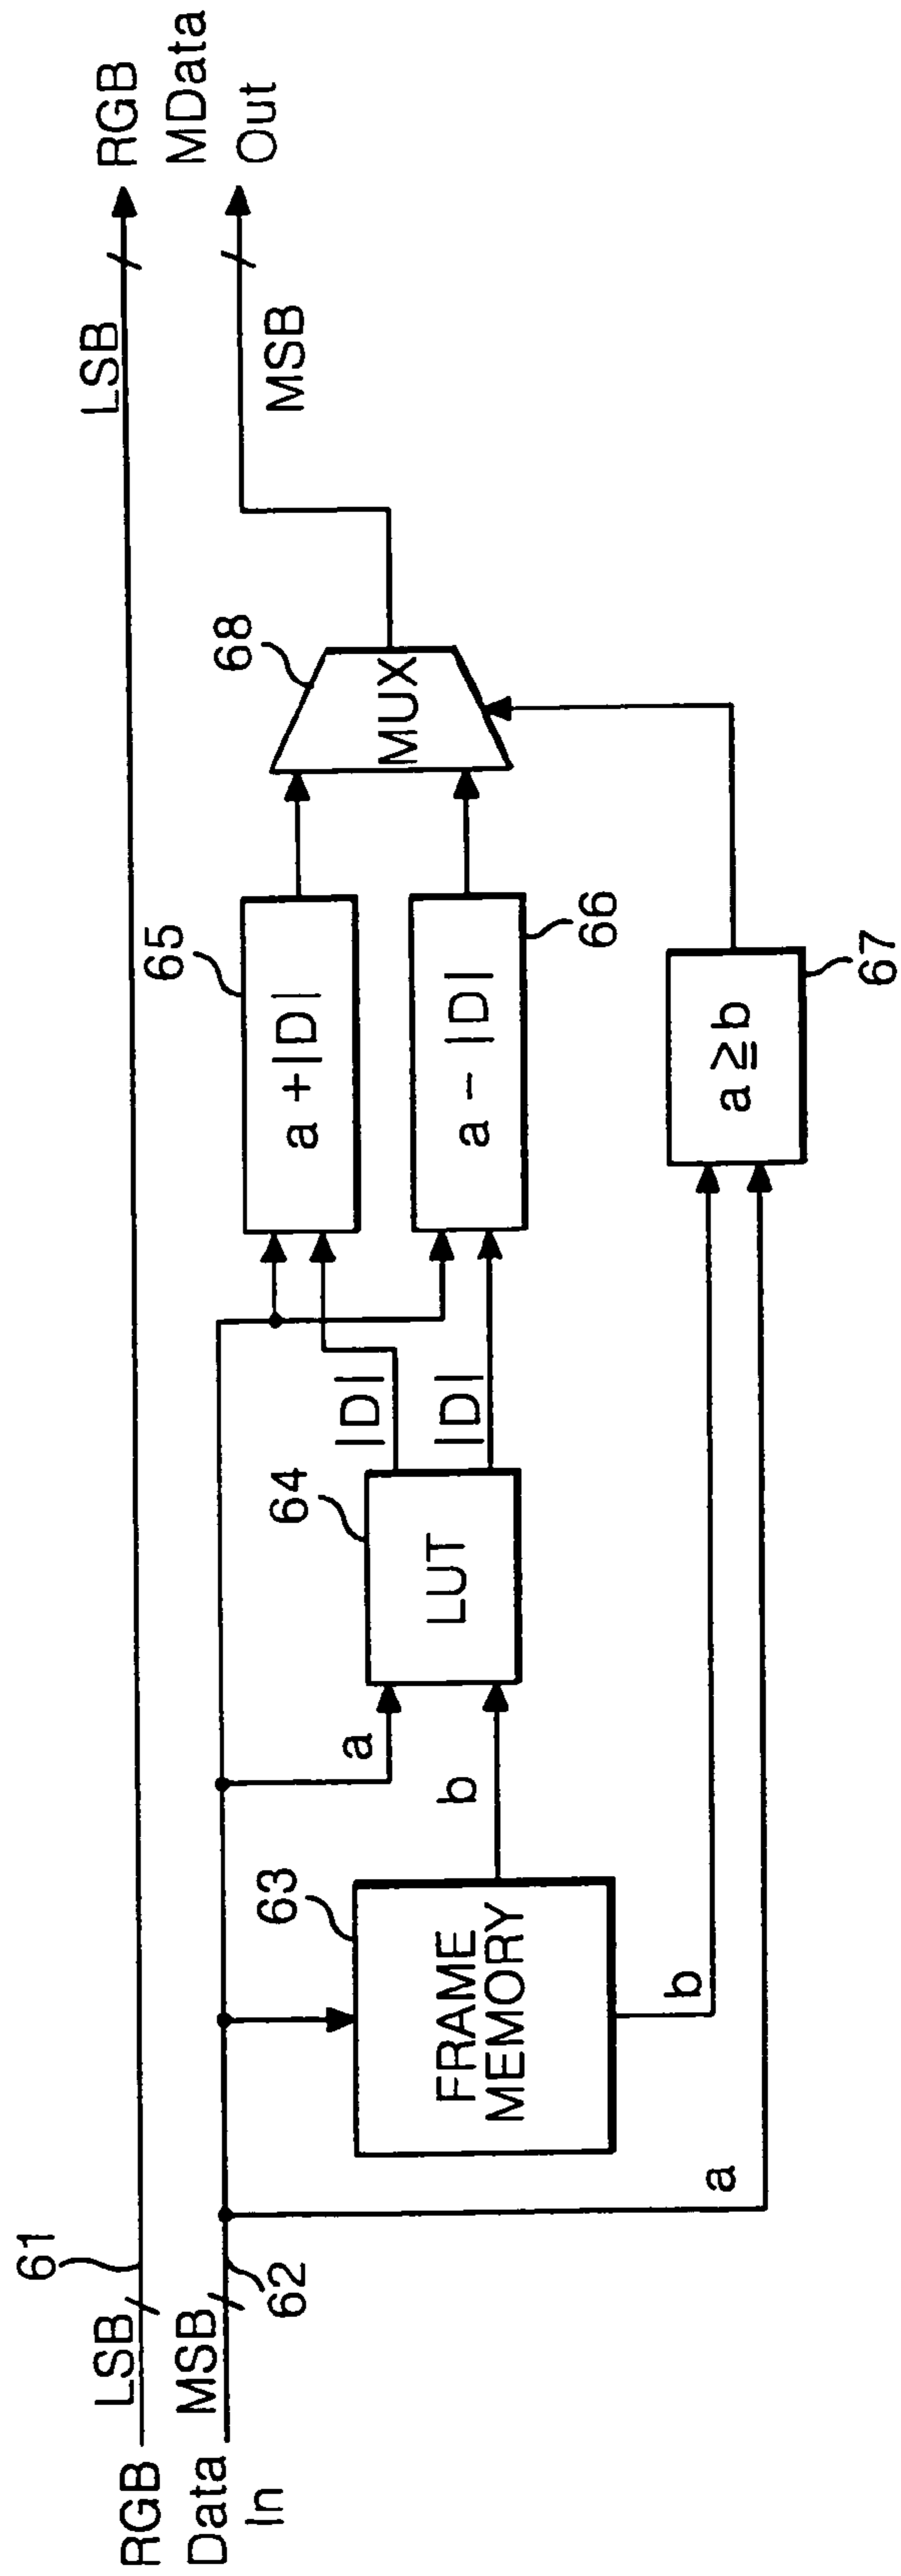 RGB
Data
In
LSB
61
MSB
62
FRAME
MEMORY
63
a
b
b
a
LUT
64
|D|
|D|
a +|D|
65
a − |D|
66
a ≧ b
67
MUX
68
LSB
MSB
RGB
MData
Out